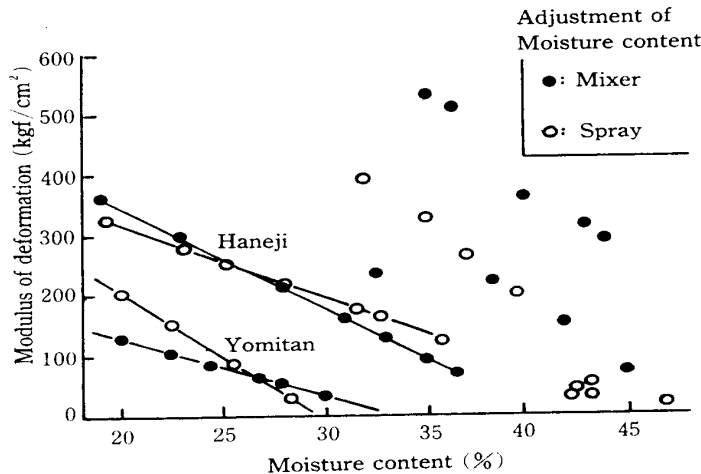 Adjustment of
Moisture content
●: Mixer
○: Spray
Modulus of deformation (kgf/cm²)
600
500
400
300
200
100
0
Haneji
Yomitan
20 25 30 35 40 45
Moisture content (%)